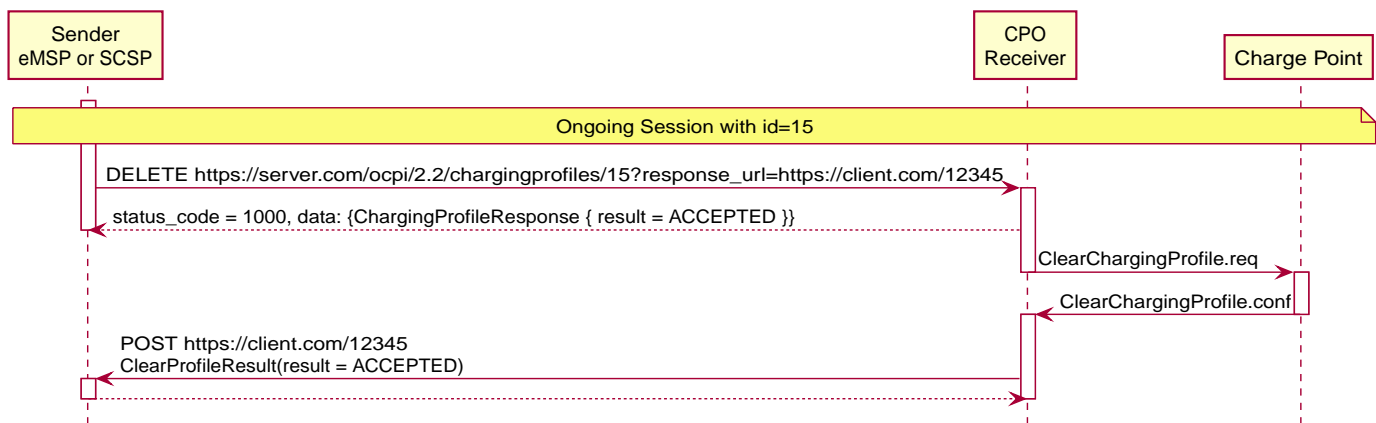 Sender
eMSP or SCSP
CPO
Receiver
Charge Point
Ongoing Session with id=15
DELETE https://server.com/ocpi/2.2/chargingprofiles/15?response_url=https://client.com/12345
status_code = 1000, data: {ChargingProfileResponse { result = ACCEPTED }}
ClearChargingProfile.req
ClearChargingProfile.conf
POST https://client.com/12345
ClearProfileResult(result = ACCEPTED)